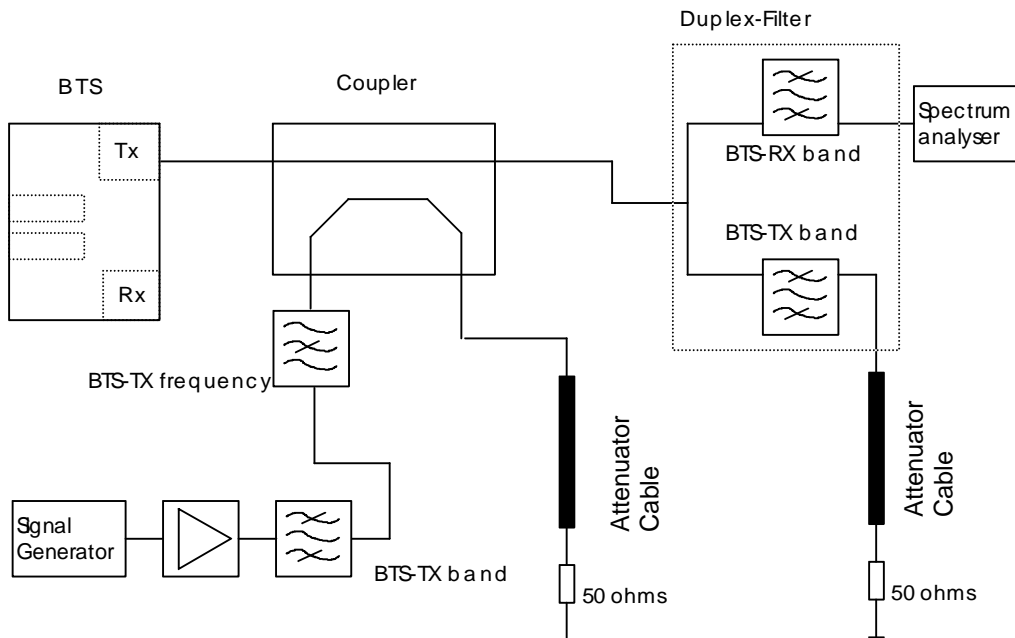 Duplex-Filter
BTS
Coupler
Tx
Spectrum
analyser
BTS-RX band
BTS-TX band
Rx
BTS-TX frequency
Attenuator
Cable
Attenuator
Cable
Signal
Generator
BTS-TX band
50 ohms
50 ohms